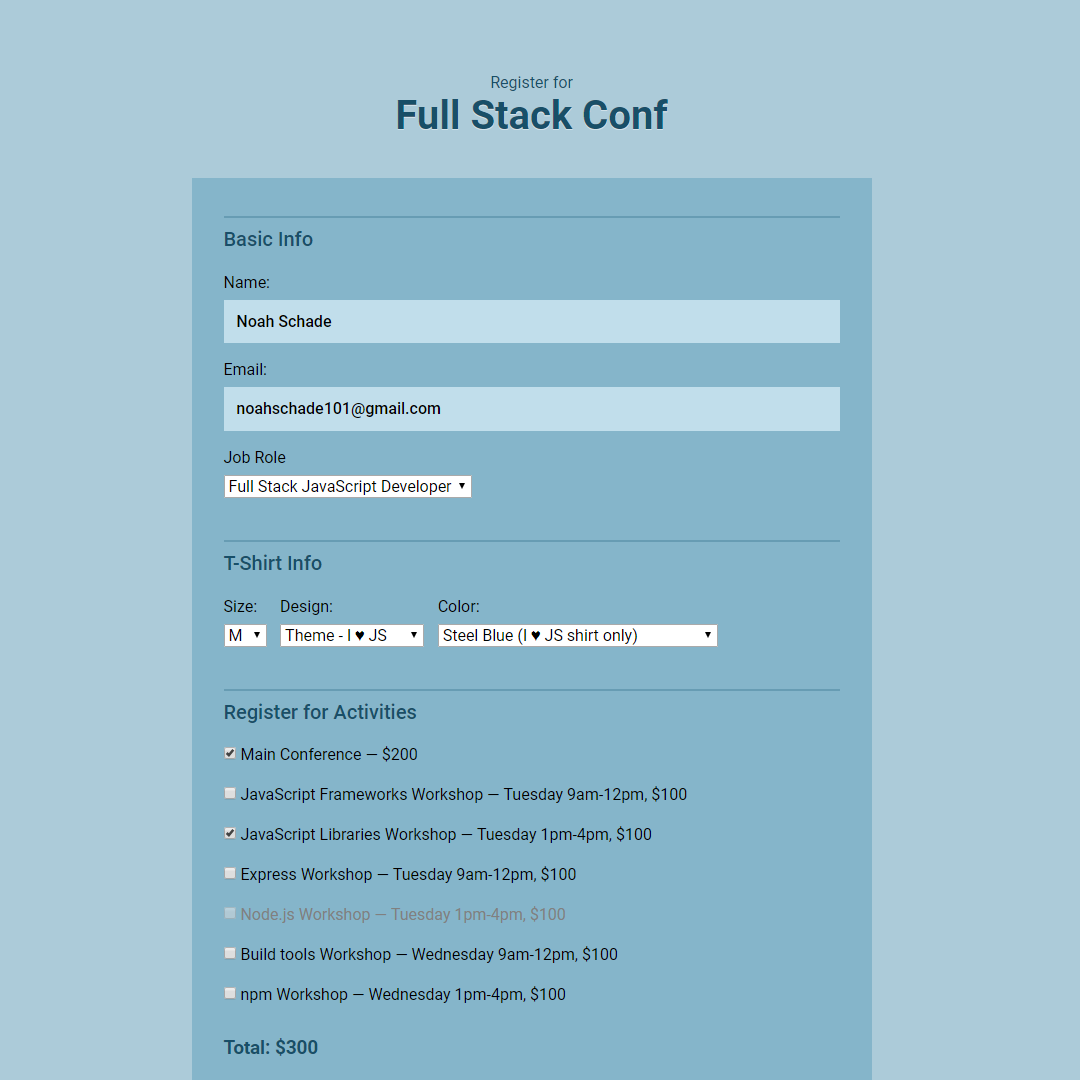 Register for
Full Stack Conf
Basic Info
Name:
Noah Schade
Email:
noahschade101@gmail.com
Job Role
Full Stack JavaScript Developer
T-Shirt Info
Size: Design: Color:
M Theme - I ♥ JS Steel Blue (I ♥ JS shirt only)
Register for Activities
Main Conference — $200
JavaScript Frameworks Workshop — Tuesday 9am-12pm, $100
JavaScript Libraries Workshop — Tuesday 1pm-4pm, $100
Express Workshop — Tuesday 9am-12pm, $100
Node.js Workshop — Tuesday 1pm-4pm, $100
Build tools Workshop — Wednesday 9am-12pm, $100
npm Workshop — Wednesday 1pm-4pm, $100
Total: $300